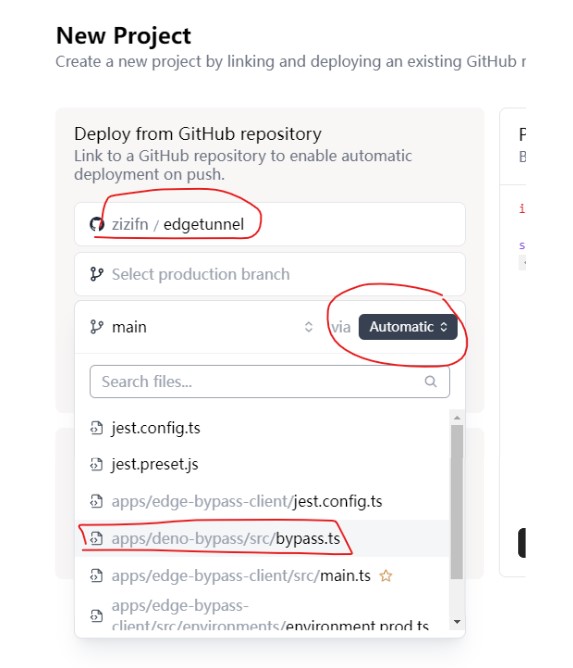 New Project
Create a new project by linking and deploying an existing GitHub r
Deploy from GitHub repository
Link to a GitHub repository to enable automatic
deployment on push.
zizifn / edgetunnel
Select production branch
main
via Automatic
Search files...
jest.config.ts
jest.preset.js
apps/edge-bypass-client/jest.config.ts
apps/deno-bypass/src/bypass.ts
apps/edge-bypass-client/src/main.ts
apps/edge-bypass-
client/src/environments/environment.prod.ts
P
B
i
s